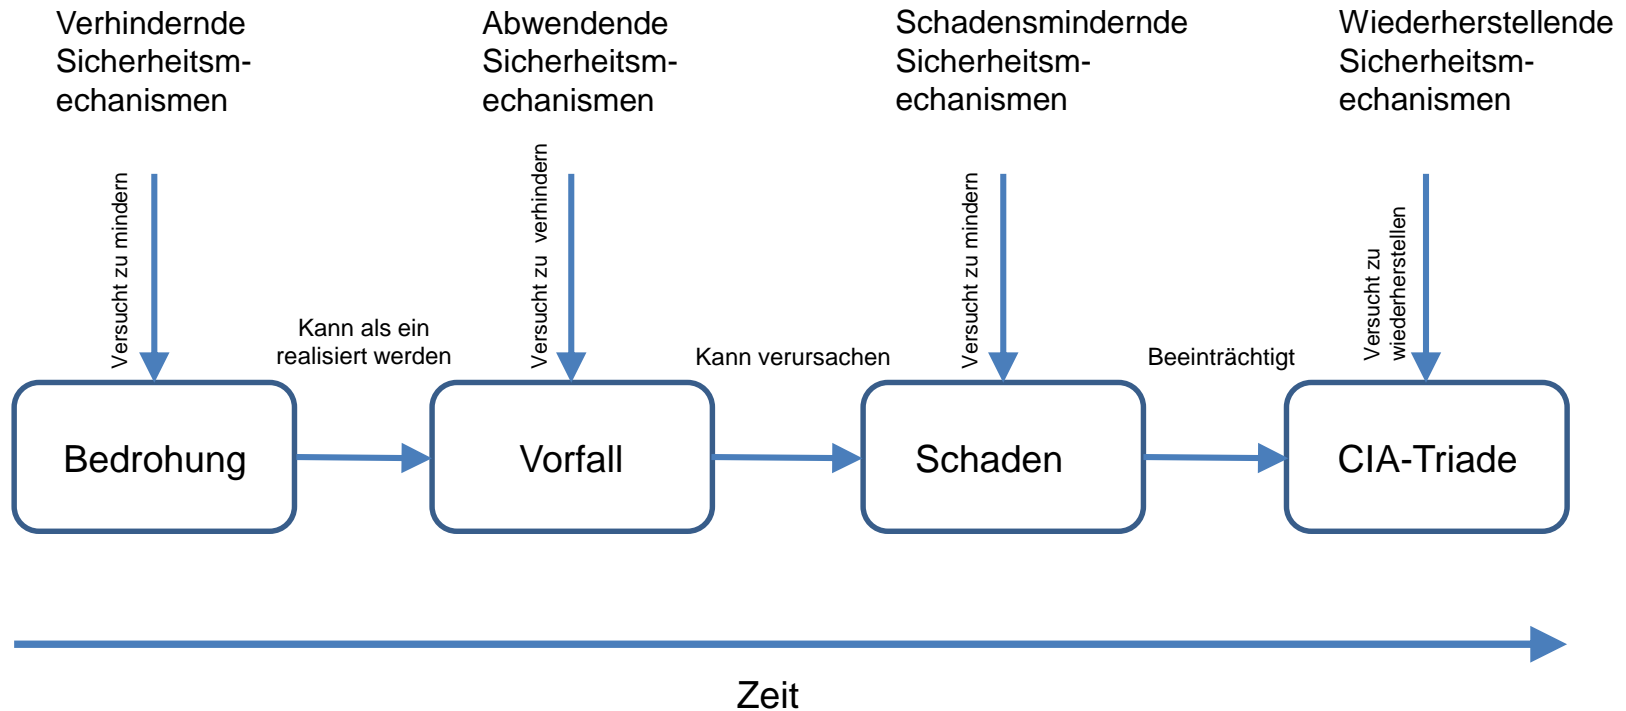 Verhindernde
Sicherheitsm-
echanismen
Abwendende
Sicherheitsm-
echanismen
Schadensmindernde
Sicherheitsm-
echanismen
Wiederherstellende
Sicherheitsm-
echanismen
Versucht zu mindern
Versucht zu verhindern
Versucht zu mindern
Versucht zu
wiederherstellen
Kann als ein
realisiert werden
Kann verursachen
Beeinträchtigt
Bedrohung
Vorfall
Schaden
CIA-Triade
Zeit